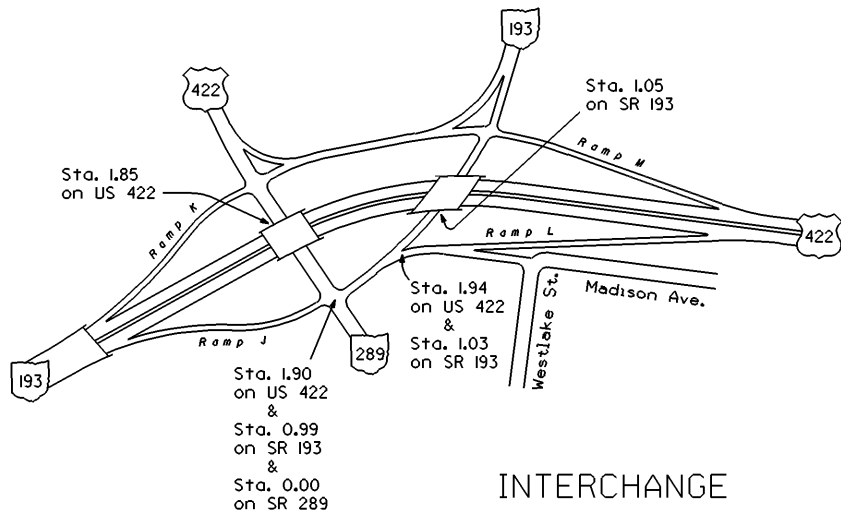 193
422
Sta. 1.05
on SR 193
Ramp M
Sta. 1.85
on US 422
Ramp K
Ramp L
422
Madison Ave.
Westlake St.
Sta. 1.94
on US 422
&
Sta. 1.03
on SR 193
Ramp J
289
193
Sta. 1.90
on US 422
&
Sta. 0.99
on SR 193
&
Sta. 0.00
on SR 289
INTERCHANGE